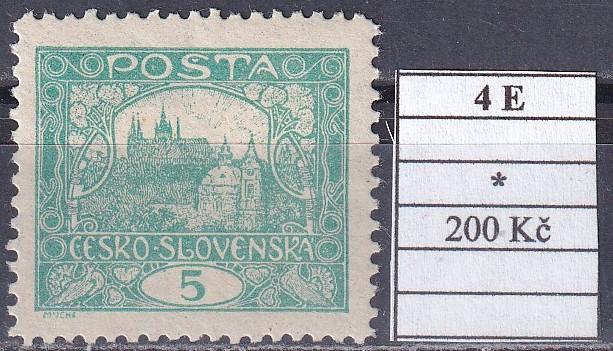 POSTA
ČESKO-SLOVENSKA
5
MUCHA
4 E
*
200 Kč